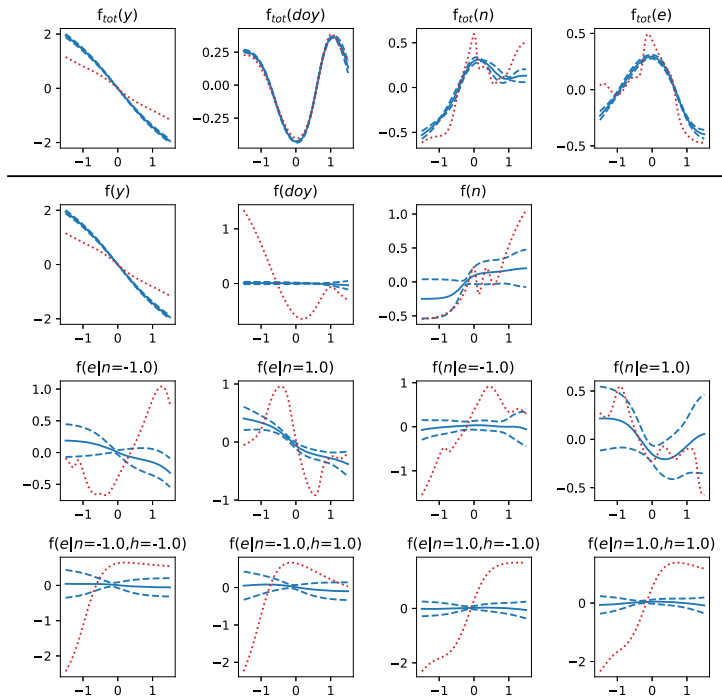 f_tot(y) f_tot(doy) f_tot(n) f_tot(e)
2 0.25 0.5 0.5
0 0.00 0.0 0.0
−0.25
−2 −0.5 −0.5
−1 0 1 −1 0 1 −1 0 1 −1 0 1
f(y) f(doy) f(n)
2 1 1.0
0.5
0 0 0.0
−2 −0.5
−1 0 1 −1 0 1 −1 0 1
f(e|n=-1.0) f(e|n=1.0) f(n|e=-1.0) f(n|e=1.0)
1.0 1 1 0.5
0.5 0
0.0 0 0.0
−0.5 −1
−1 −0.5
−1 0 1 −1 0 1 −1 0 1 −1 0 1
f(e|n=-1.0,h=-1.0) f(e|n=-1.0,h=1.0) f(e|n=1.0,h=-1.0) f(e|n=1.0,h=1.0)
0 0 0 0
−1 −1
−2 −2 −2 −2
−1 0 1 −1 0 1 −1 0 1 −1 0 1